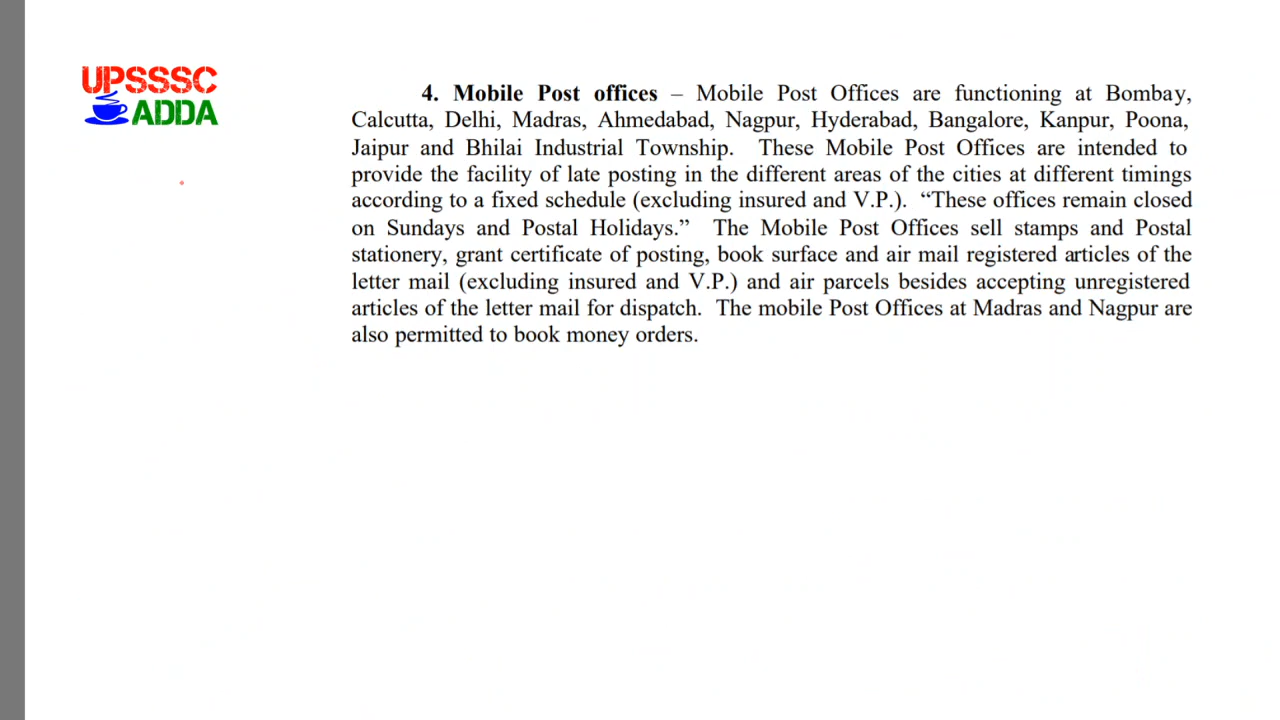 UPSSSC
ADDA
4. Mobile Post offices – Mobile Post Offices are functioning at Bombay,
Calcutta, Delhi, Madras, Ahmedabad, Nagpur, Hyderabad, Bangalore, Kanpur, Poona,
Jaipur and Bhilai Industrial Township. These Mobile Post Offices are intended to
provide the facility of late posting in the different areas of the cities at different timings
according to a fixed schedule (excluding insured and V.P.). “These offices remain closed
on Sundays and Postal Holidays.” The Mobile Post Offices sell stamps and Postal
stationery, grant certificate of posting, book surface and air mail registered articles of the
letter mail (excluding insured and V.P.) and air parcels besides accepting unregistered
articles of the letter mail for dispatch. The mobile Post Offices at Madras and Nagpur are
also permitted to book money orders.